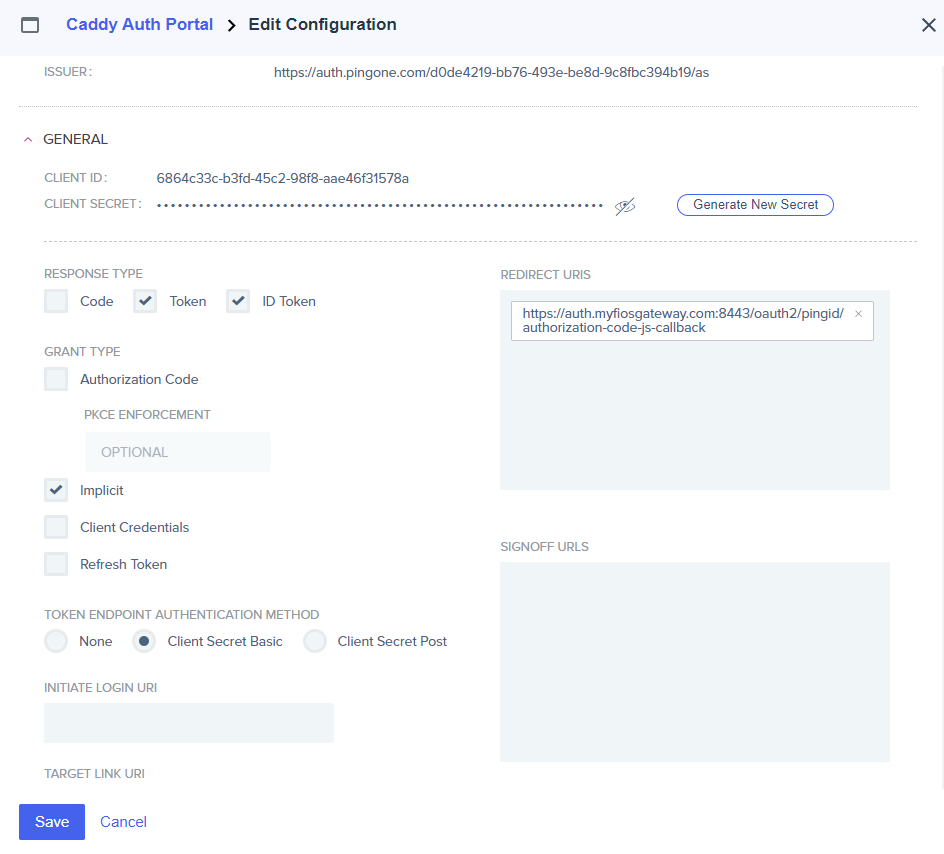 Caddy Auth Portal > Edit Configuration
ISSUER: https://auth.pingone.com/d0de4219-bb76-493e-be8d-9c8fbc394b19/as
GENERAL
CLIENT ID: 6864c33c-b3fd-45c2-98f8-aae46f31578a
CLIENT SECRET: Generate New Secret
RESPONSE TYPE
Code Token ID Token
GRANT TYPE
Authorization Code
PKCE ENFORCEMENT
OPTIONAL
Implicit
Client Credentials
Refresh Token
TOKEN ENDPOINT AUTHENTICATION METHOD
None Client Secret Basic Client Secret Post
INITIATE LOGIN URI
TARGET LINK URI
REDIRECT URIS
https://auth.myfiosgateway.com:8443/oauth2/pingid/
authorization-code-js-callback
SIGNOFF URLS
Save Cancel